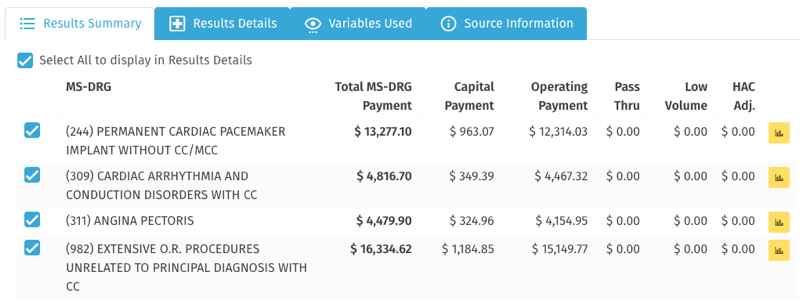 Results Summary Results Details Variables Used Source Information
Select All to display in Results Details
MS-DRG Total MS-DRG Payment Capital Payment Operating Payment Pass Thru Low Volume HAC Adj.
(244) PERMANENT CARDIAC PACEMAKER $ 13,277.10 $ 963.07 $ 12,314.03 $ 0.00 $ 0.00 $ 0.00
IMPLANT WITHOUT CC/MCC
(309) CARDIAC ARRHYTHMIA AND $ 4,816.70 $ 349.39 $ 4,467.32 $ 0.00 $ 0.00 $ 0.00
CONDUCTION DISORDERS WITH CC
(311) ANGINA PECTORIS $ 4,479.90 $ 324.96 $ 4,154.95 $ 0.00 $ 0.00 $ 0.00
(982) EXTENSIVE O.R. PROCEDURES $ 16,334.62 $ 1,184.85 $ 15,149.77 $ 0.00 $ 0.00 $ 0.00
UNRELATED TO PRINCIPAL DIAGNOSIS WITH
CC